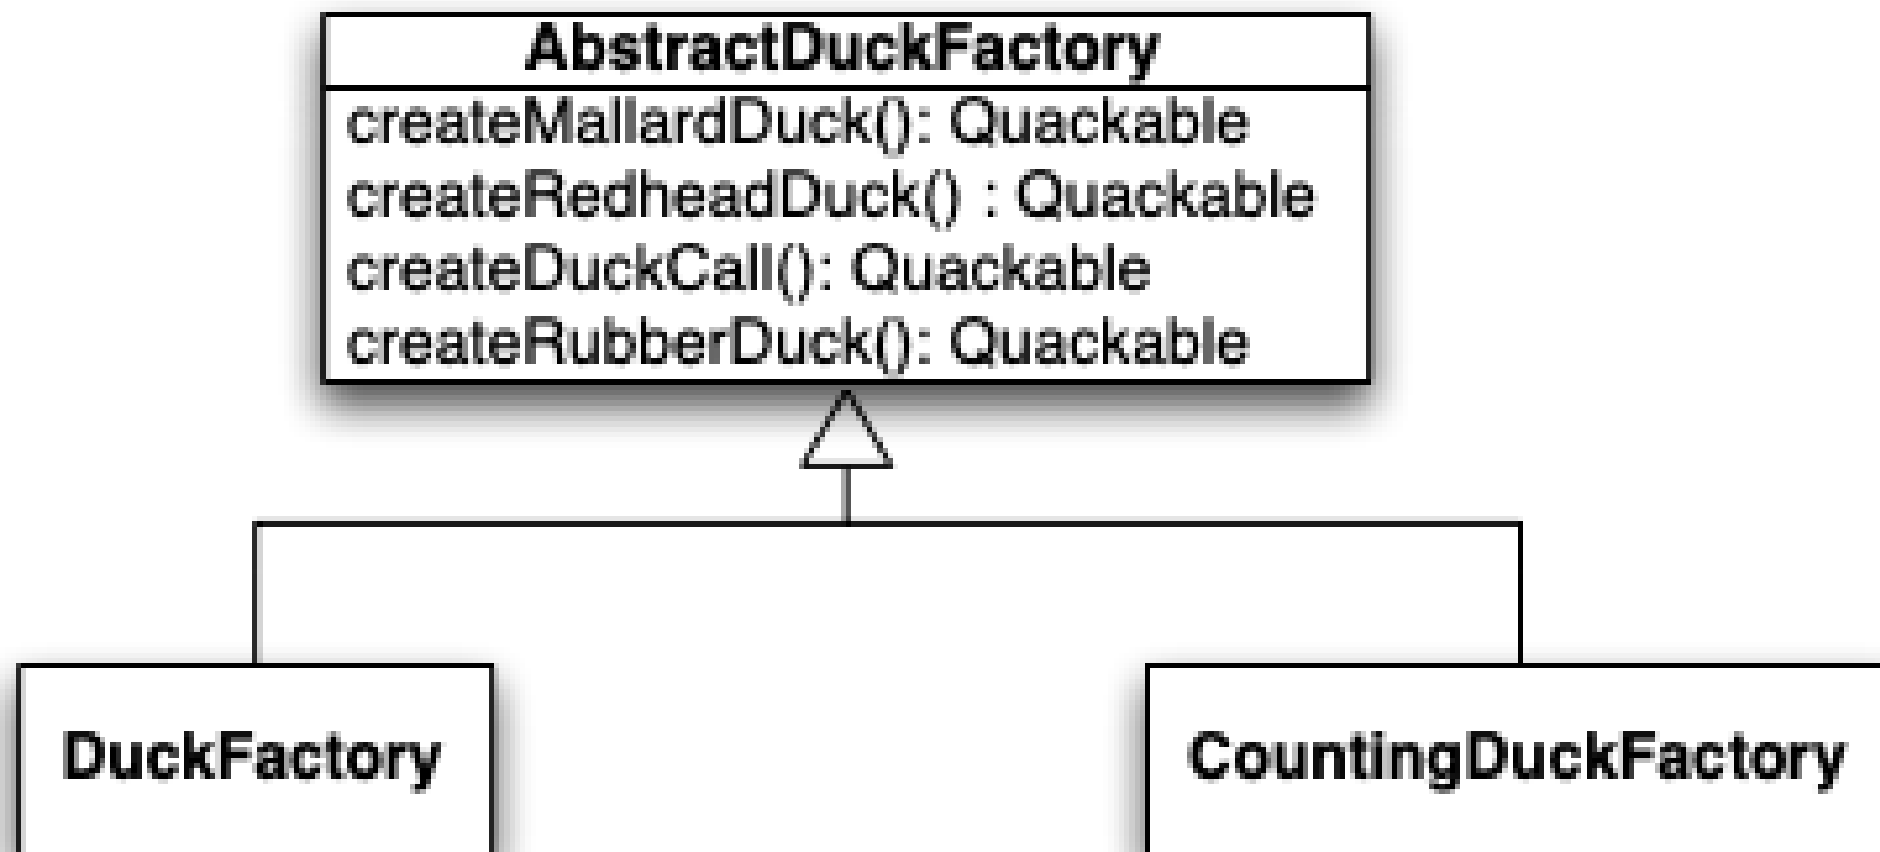 AbstractDuckFactory
createMallardDuck(): Quackable
createRedheadDuck() : Quackable
createDuckCall(): Quackable
createRubberDuck(): Quackable
DuckFactory
CountingDuckFactory